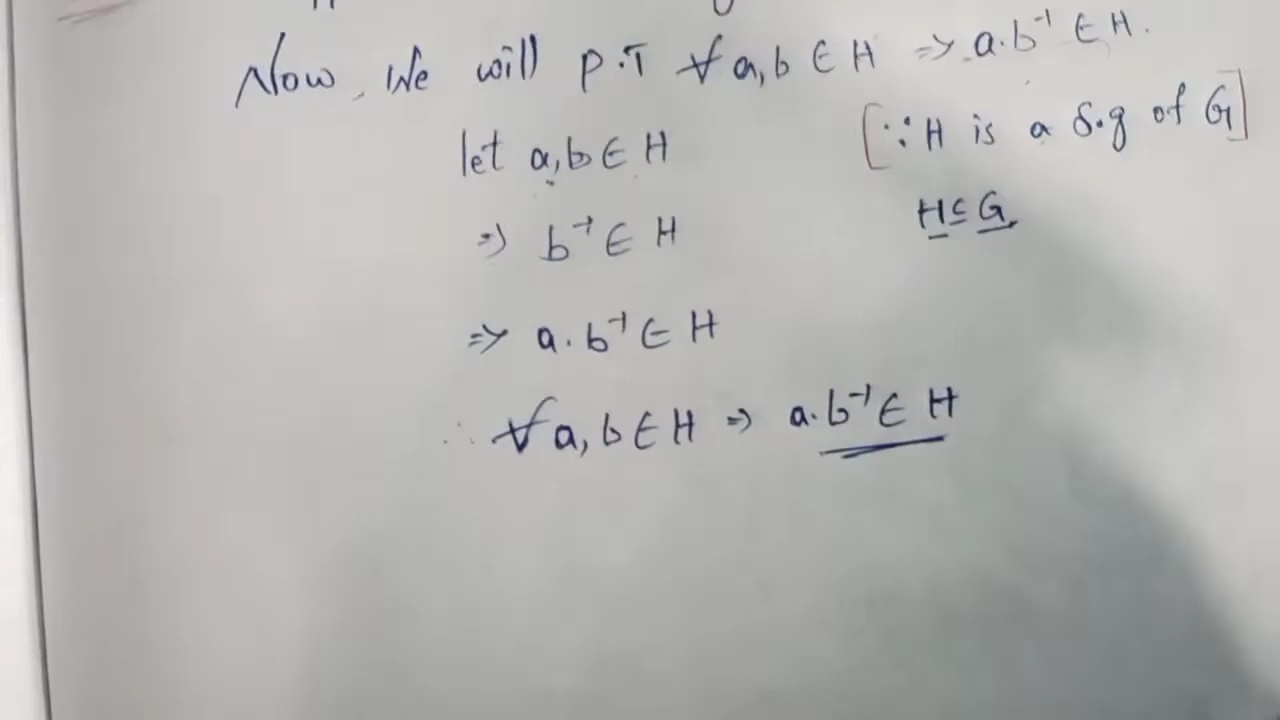 Now, We will P.T ∀ a,b ∈ H => a.b⁻¹ ∈ H.
let a,b ∈ H [∵ H is a S.g of G]
=> b⁻¹ ∈ H H ⊆ G
=> a.b⁻¹ ∈ H
∴ ∀ a,b ∈ H => a.b⁻¹ ∈ H